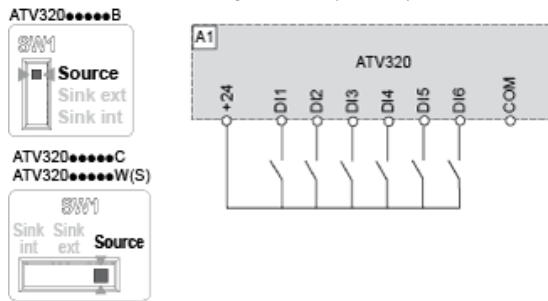 ATV320●●●●●B
SW1
Source
Sink ext
Sink int
ATV320●●●●●C
ATV320●●●●●W(S)
SW1
Sink int
Sink ext
Source
A1
ATV320
+24
DI1
DI2
DI3
DI4
DI5
DI6
COM